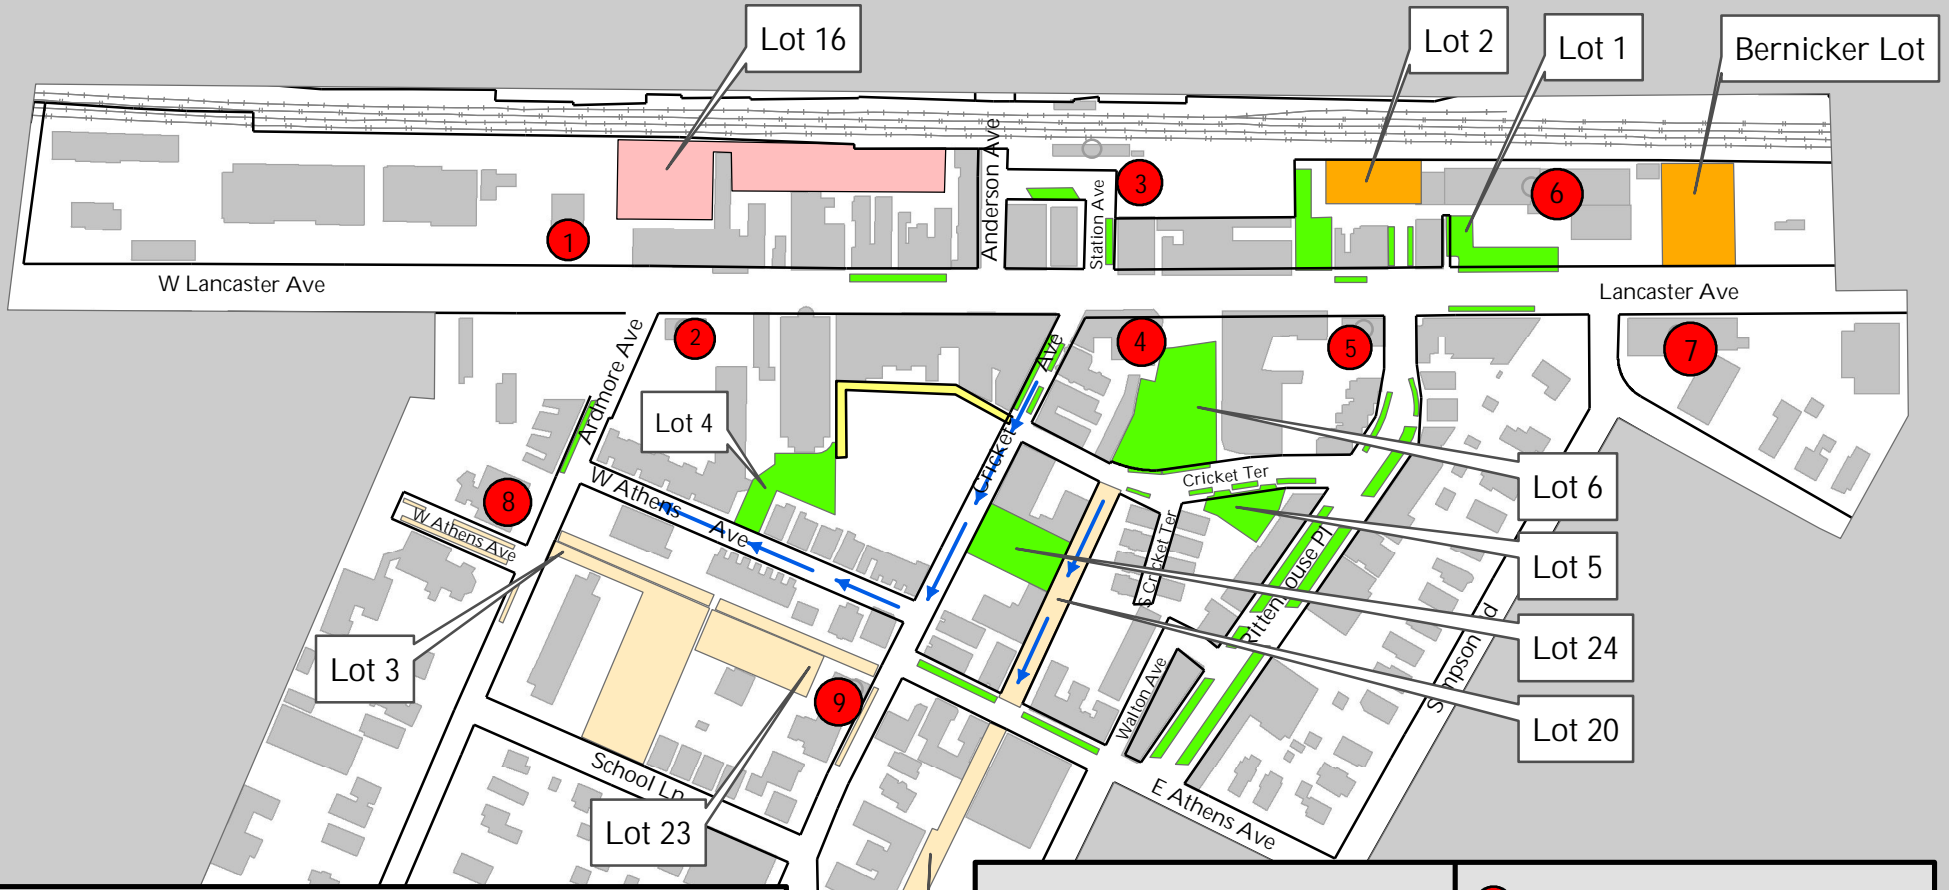 Lot 16
Lot 2
Lot 1
Bernicker Lot
Anderson Ave
Station Ave
3
6
1
W Lancaster Ave
Lancaster Ave
2
Ardmore Ave
Ave
4
5
7
Lot 4
Cricket
Cricket Ter
Lot 6
W Athens
Ave
8
W Athens Ave
S Cricket Ter
Rittenhouse Pl
Lot 5
Lot 3
Lot 24
Simpson Rd
9
Walton Ave
Lot 20
School Ln
Lot 23
E Athens Ave